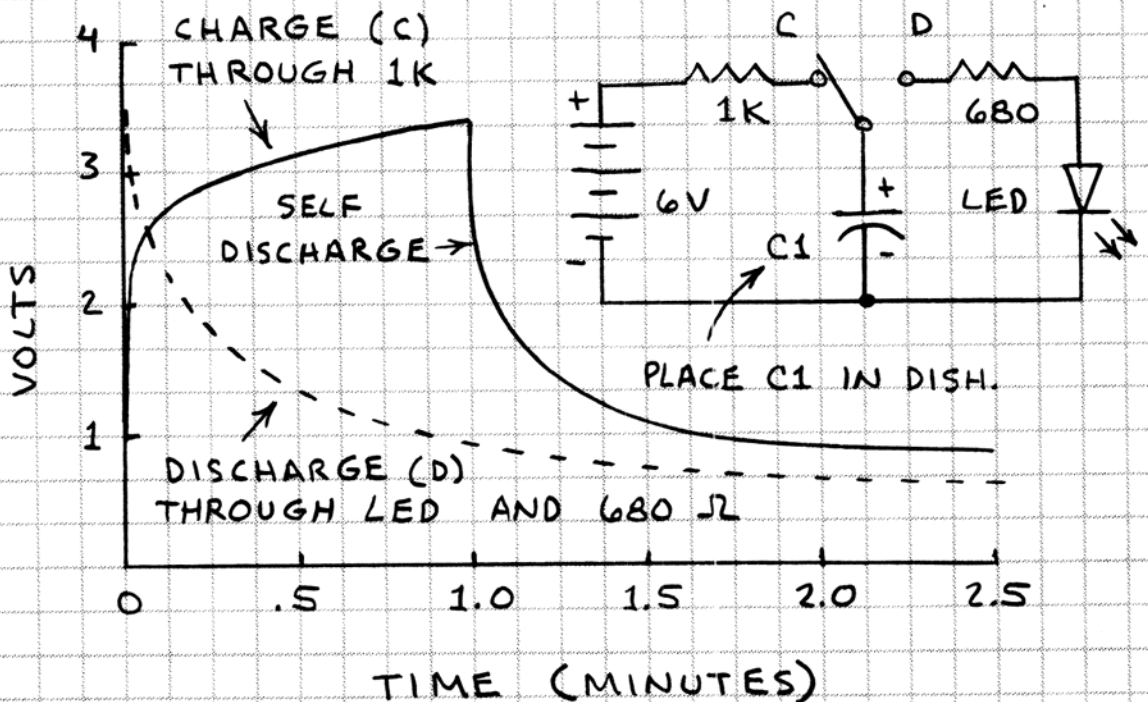 4
CHARGE (C)
THROUGH 1K
C
D
+
1K
680
3
SELF
DISCHARGE
6V
+
LED
C1
-
-
2
VOLTS
PLACE C1 IN DISH.
1
DISCHARGE (D)
THROUGH LED AND 680 Ω
0
.5
1.0
1.5
2.0
2.5
TIME (MINUTES)